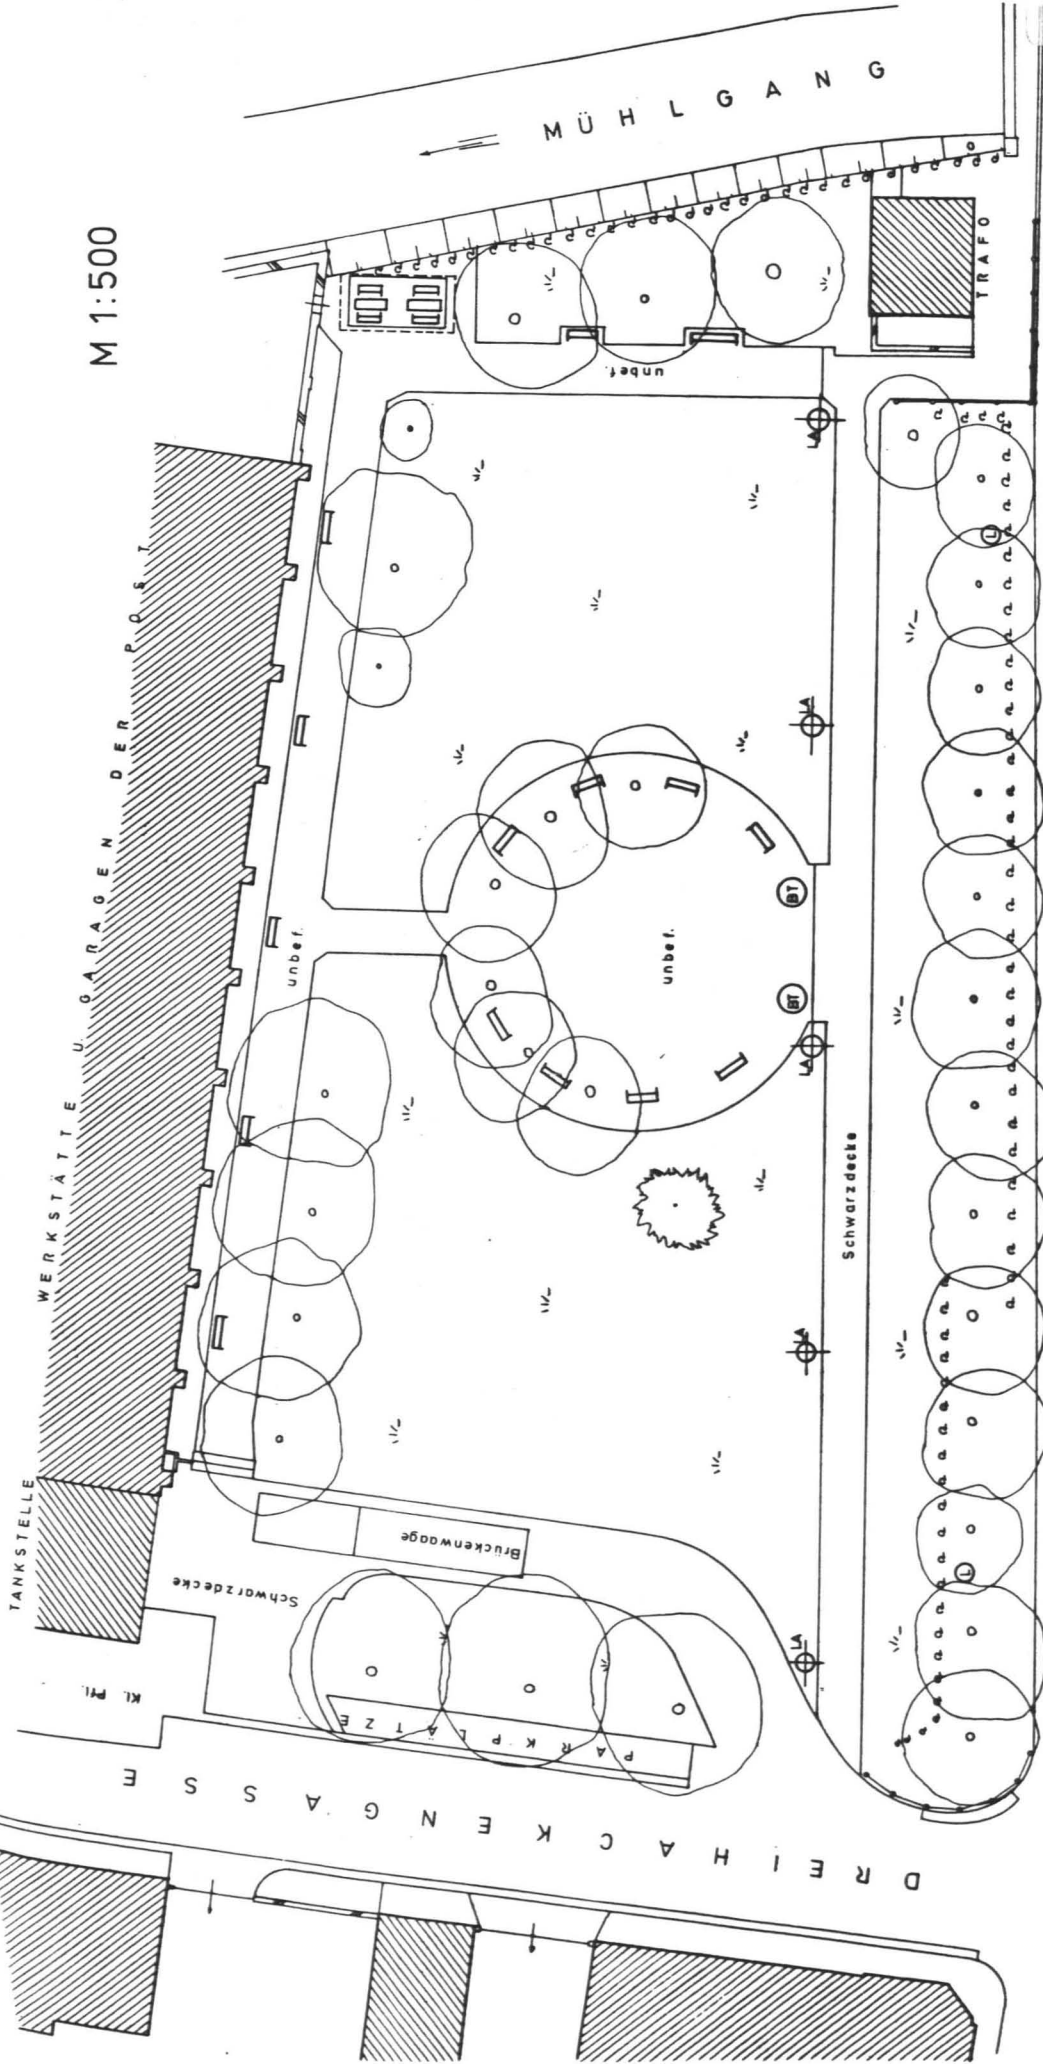 M 1:500
MÜHLGANG
TRAFO
unbef.
LA
WERKSTÄTTE U. GARAGEN DER POST
L
LA
unbef.
unbef.
BT
BT
LA
Schwarzdecke
LA
TANKSTELLE
Brückenwaage
Schwarzdecke
L
LA
Kl. Pfl.
PARKPLÄTZE
DREIHACKENGASSE